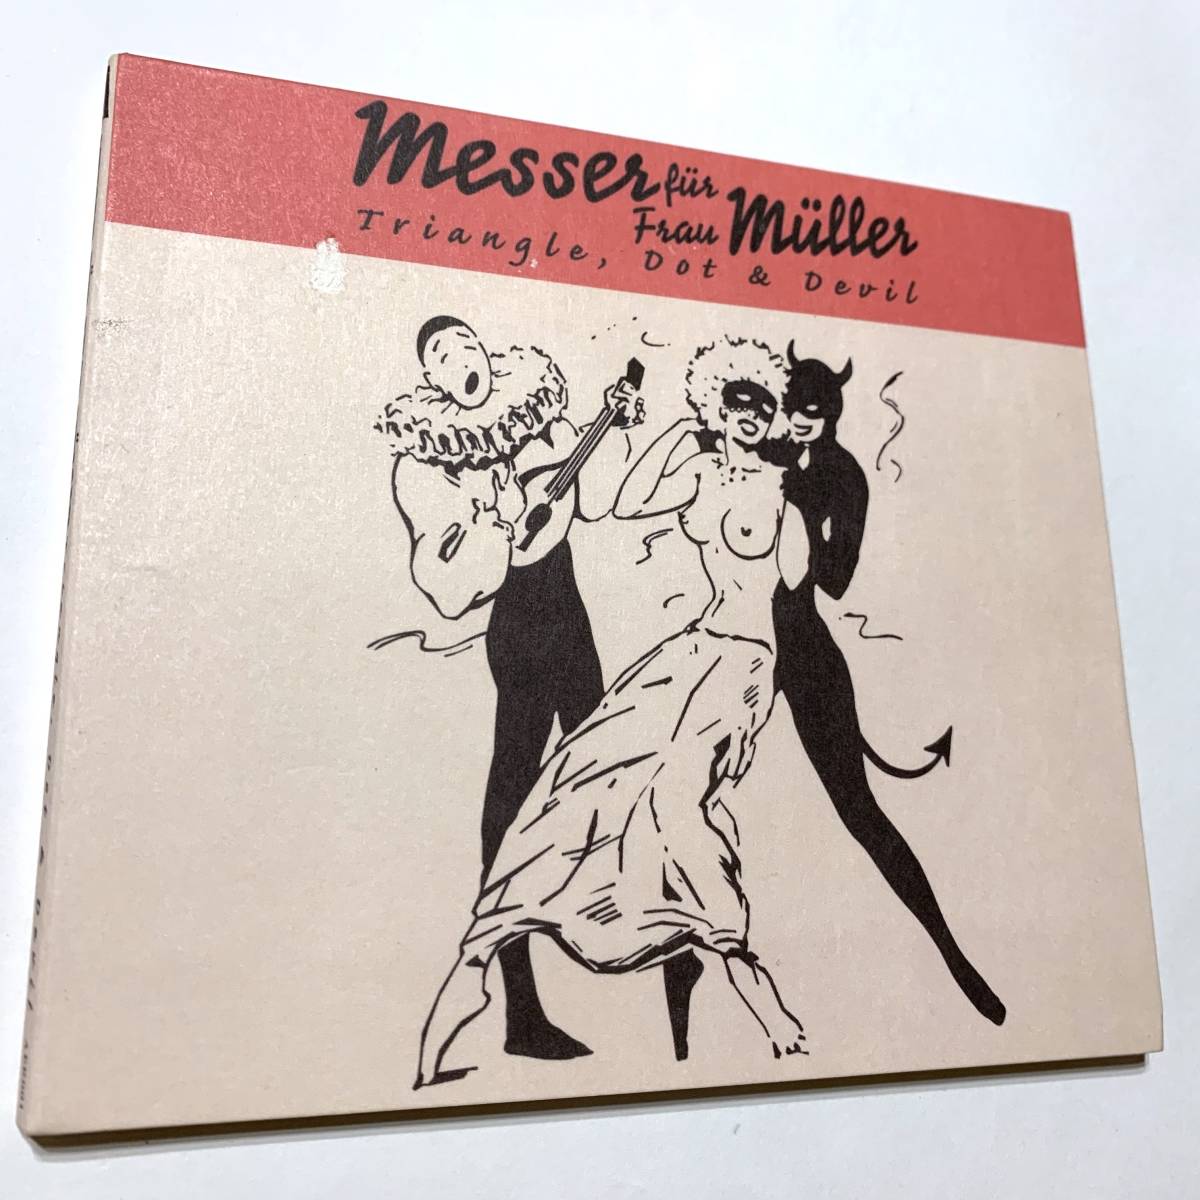 Messer für
Frau Müller
Triangle, Dot & Devil